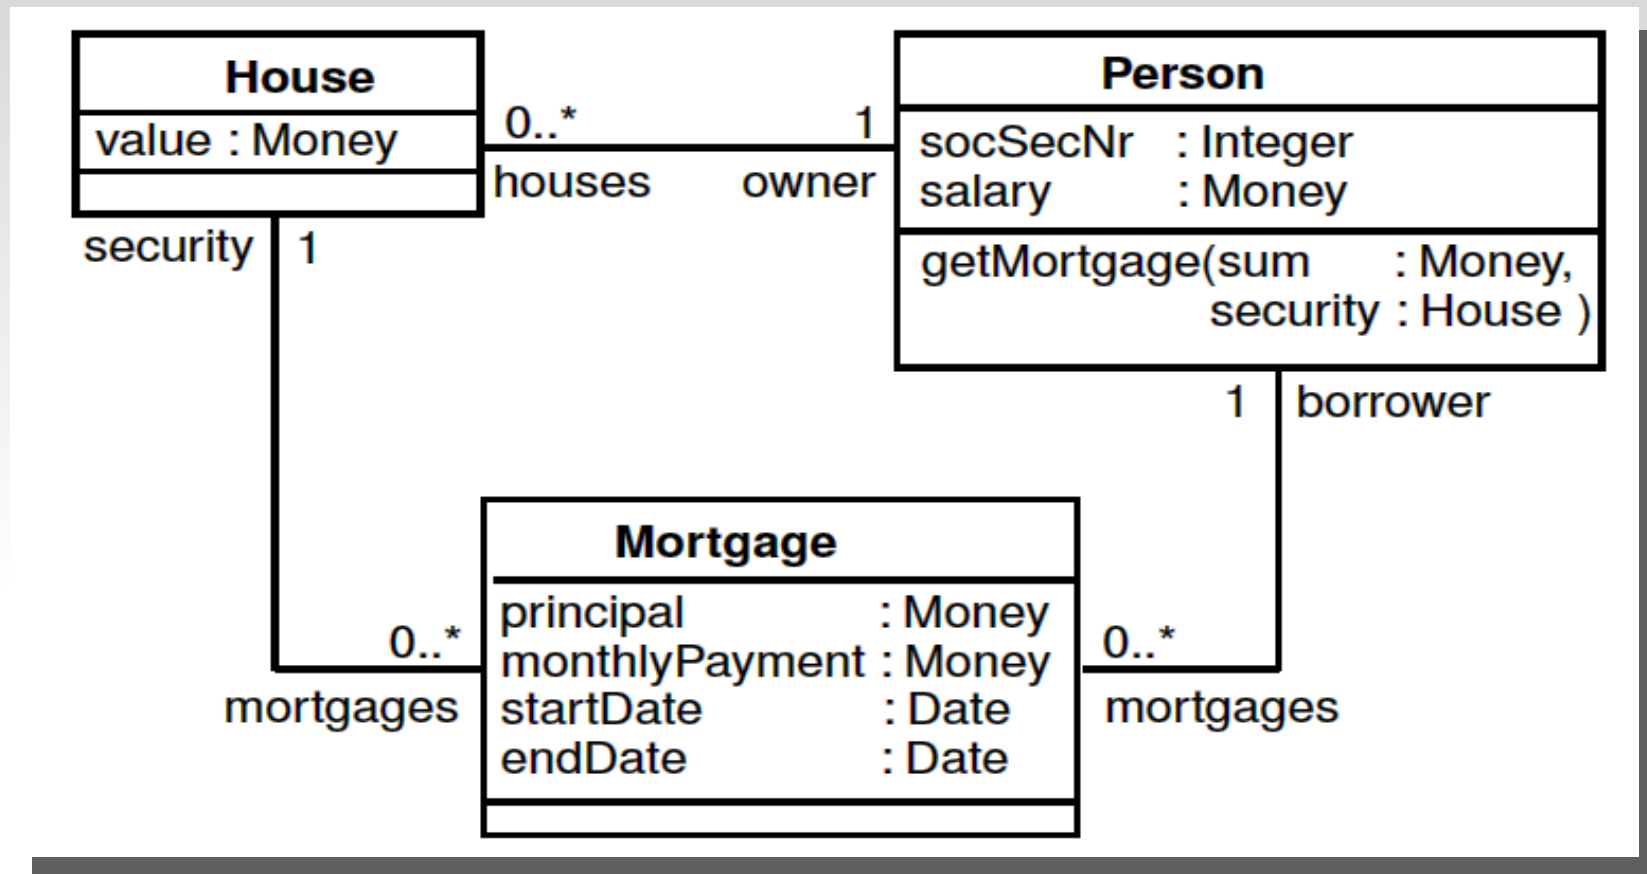 House
value : Money
0..*
1
houses
owner
Person
socSecNr : Integer
salary : Money
getMortgage(sum : Money,
security : House )
security
1
1
borrower
Mortgage
principal : Money
monthlyPayment : Money
startDate : Date
endDate : Date
0..*
mortgages
0..*
mortgages